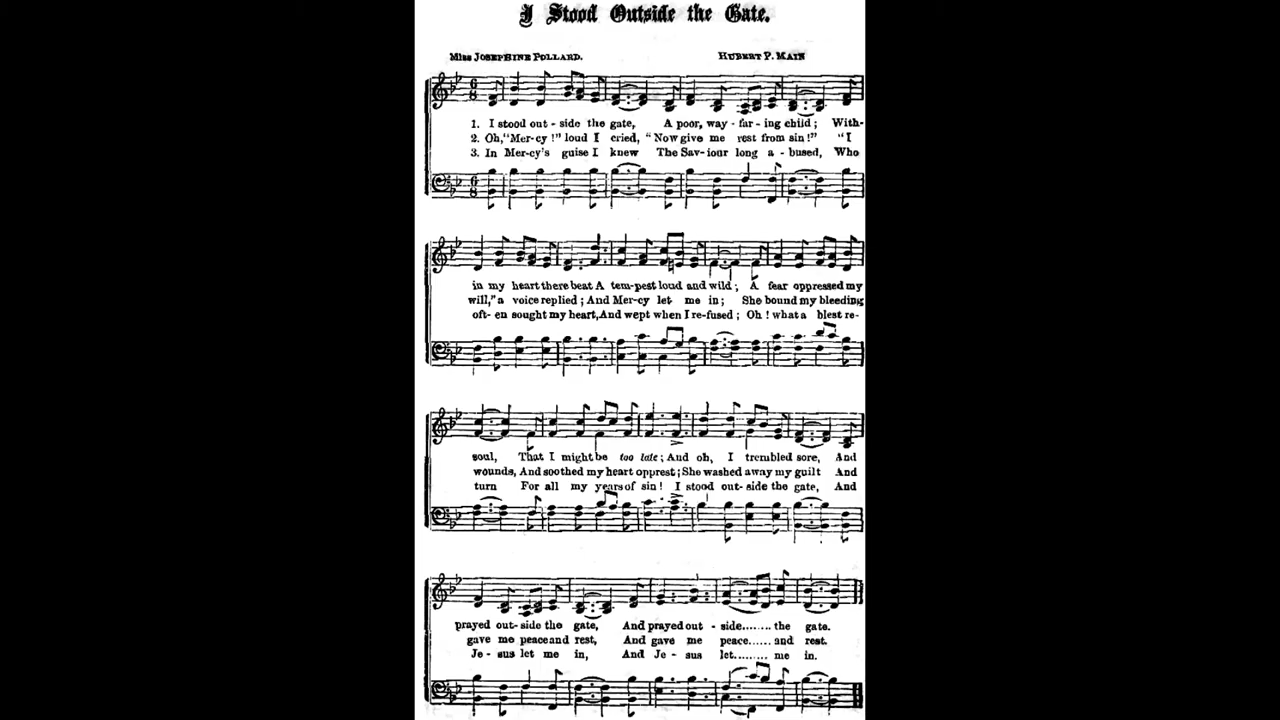 I Stood Outside the Gate.
Miss JOSEPHINE POLLARD. HUBERT P. MAIN
1. I stood out - side the gate, A poor, way - far - ing child; With-
2. Oh, "Mer-cy!" loud I cried, "Now give me rest from sin!" "I
3. In Mer-cy's guise I knew The Sav - iour long a - bused, Who
in my heart there beat A tem-pest loud and wild; A fear oppressed my
will," a voice replied; And Mer-cy let me in; She bound my bleeding
oft-en sought my heart, And wept when I re-fused; Oh! what a blest re-
soul, That I might be too late; And oh, I trembled sore, And
wounds, And soothed my heart opprest; She washed away my guilt And
turn For all my years of sin! I stood out-side the gate, And
prayed out-side the gate, And prayed out - side....... the gate.
gave me peace and rest, And gave me peace...... and rest.
Je - sus let me in, And Je - sus let......... me in.